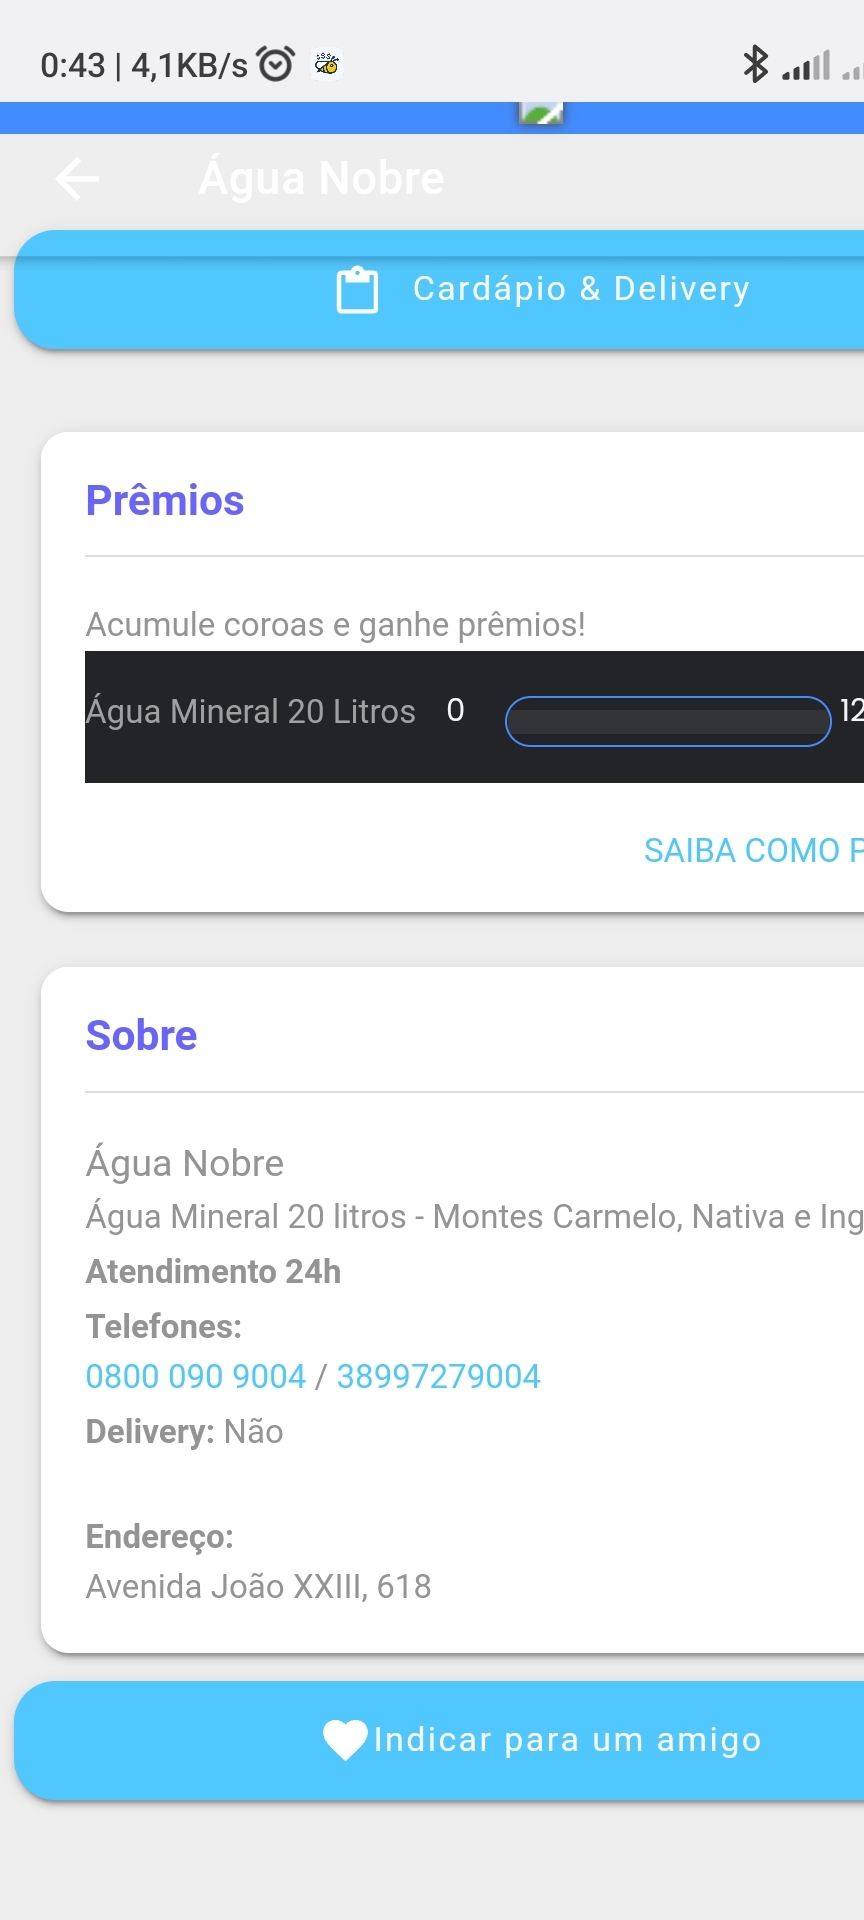 0:43 | 4,1KB/s
Água Nobre
Cardápio & Delivery
Prêmios
Acumule coroas e ganhe prêmios!
Água Mineral 20 Litros 0 12
SAIBA COMO P
Sobre
Água Nobre
Água Mineral 20 litros - Montes Carmelo, Nativa e Ing
Atendimento 24h
Telefones:
0800 090 9004 / 38997279004
Delivery: Não
Endereço:
Avenida João XXIII, 618
Indicar para um amigo